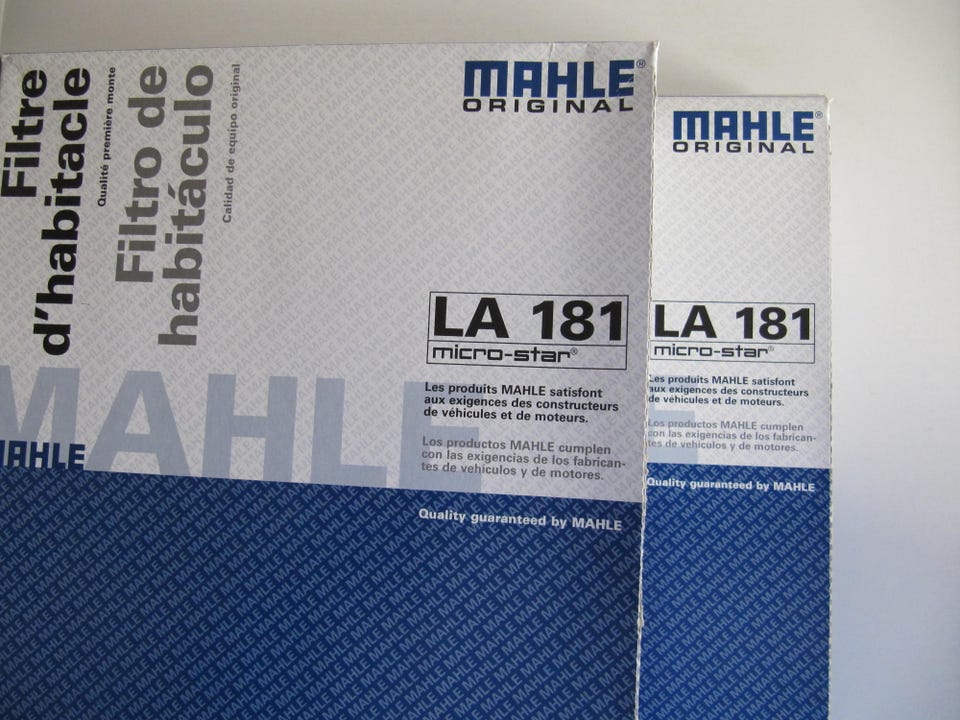 Filtre
d'habitacle
Qualité première monte
Filtro de
habitáculo
Calidad de equipo original
MAHLE®
ORIGINAL
LA 181
micro-star®
Les produits MAHLE satisfont
aux exigences des constructeurs
de véhicules et de moteurs.
Los productos MAHLE cumplen
con las exigencias de los fabrican-
tes de vehículos y de motores.
MAHLE
MAHLE
Quality guaranteed by MAHLE
MAHLE®
ORIGINAL
LA 181
micro-star®
Les produits MAHLE satisfont
aux exigences des constructeurs
de véhicules et de moteurs.
Los productos MAHLE cumplen
con las exigencias de los fabrican-
tes de vehículos y de motores.
Quality guaranteed by MAHLE